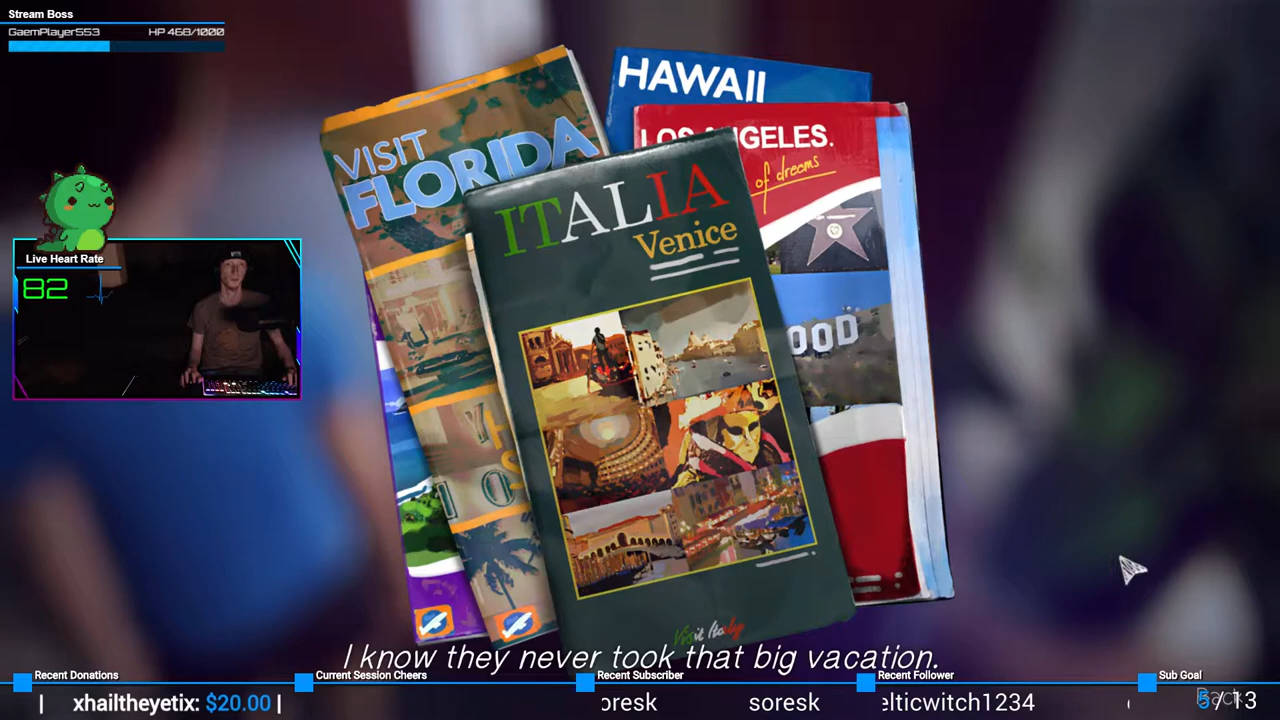 Stream Boss
GaemPlayer553 HP 468/1000
HAWAII
LOS ANGELES.
of dreams
VISIT
FLORIDA
ITALIA
Venice
Live Heart Rate
82
OOD
Visit Italy
I know they never took that big vacation.
Recent Donations
Current Session Cheers
Recent Subscriber
Recent Follower
Sub Goal
Back
| xhailtheyetix: $20.00 |
oresk soresk
elticwitch1234
/ 13